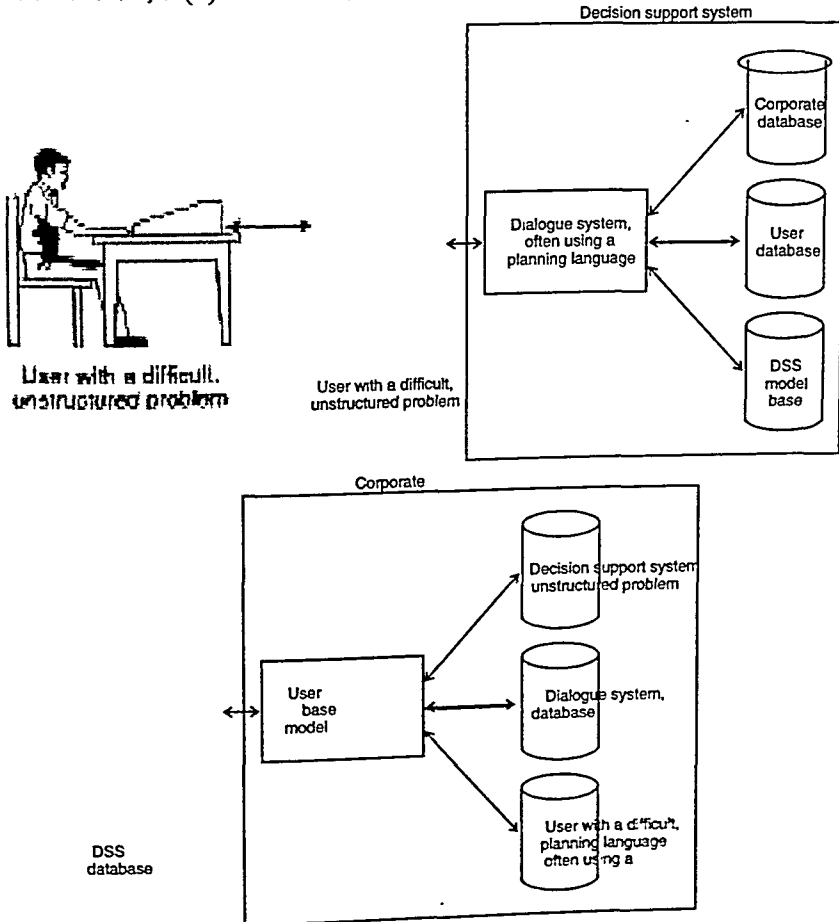 Decision support system
Corporate
database
Dialogue system,
often using a
planning language
User
database
DSS
model
base
User with a difficult,
unstructured problem
User with a difficult,
unstructured problem
Corporate
Decision support system
unstructured problem
User
base
model
Dialogue system,
database
User with a difficult,
planning language
often using a
DSS
database